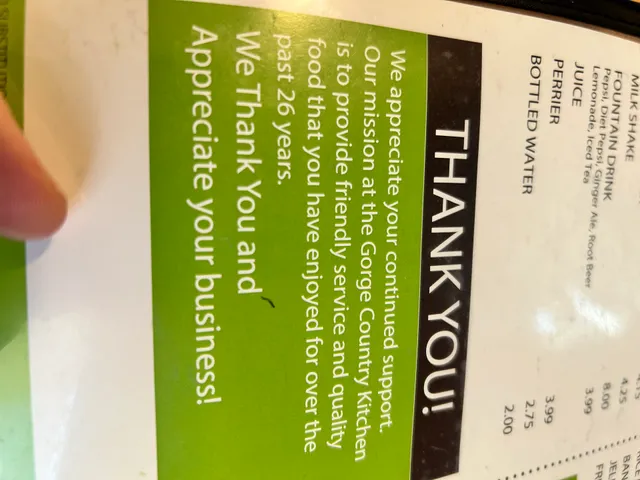 4.25
MILK SHAKE 8.00
FOUNTAIN DRINK 3.99
Pepsi, Diet Pepsi, Ginger Ale, Root Beer
Lemonade, Iced Tea
JUICE 3.99
PERRIER 2.75
BOTTLED WATER 2.00
THANK YOU!
We appreciate your continued support.
Our mission at the Gorge Country Kitchen
is to provide friendly service and quality
food that you have enjoyed for over the
past 26 years.
We Thank You and
Appreciate your business!